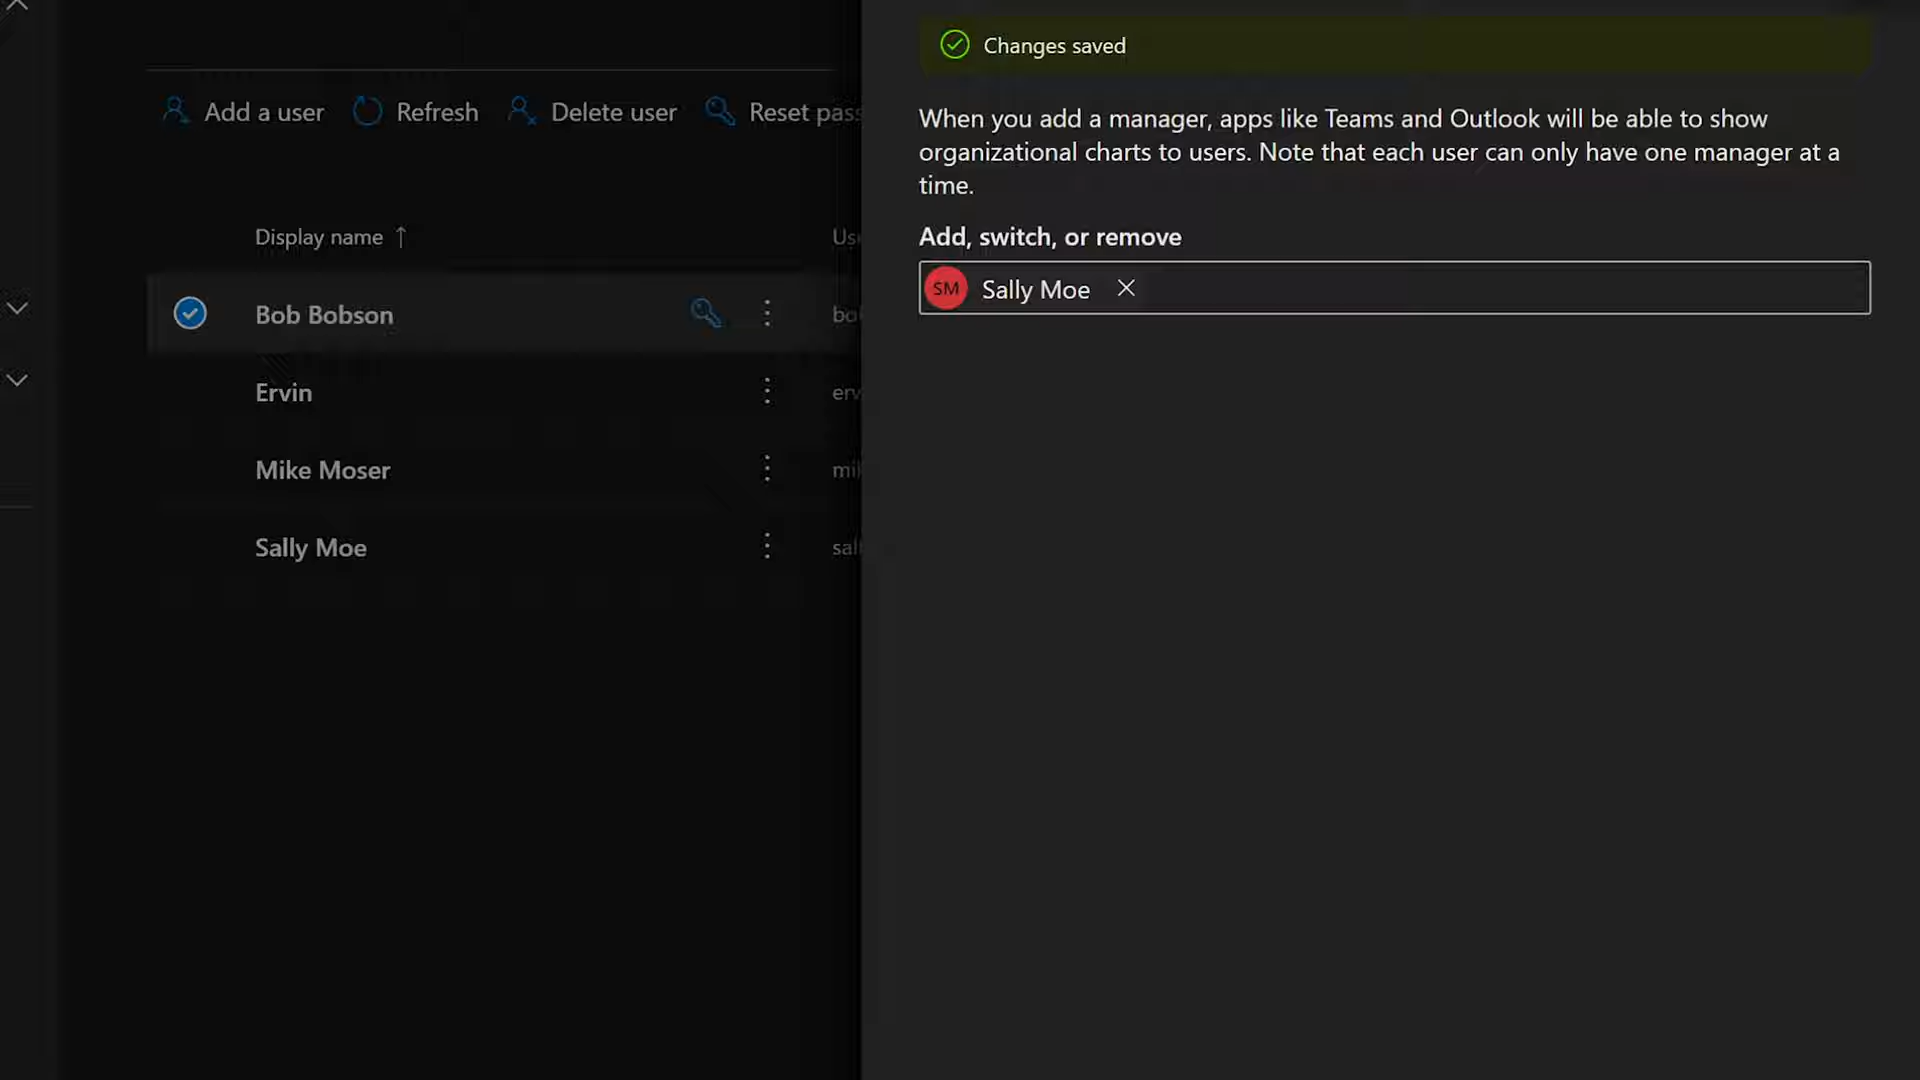 Changes saved
Add a user
Refresh
Delete user
Reset
When you add a manager, apps like Teams and Outlook will be able to show
organizational charts to users. Note that each user can only have one manager at a
time.
Add, switch, or remove
SM Sally Moe
Display name ↑
Bob Bobson
Ervin
Mike Moser
Sally Moe